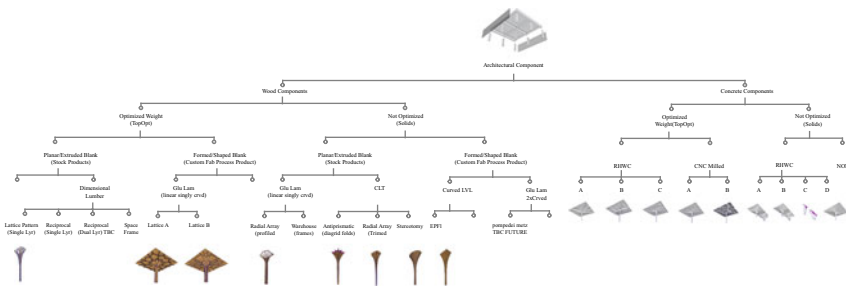 Architectural Component
Wood Components
Concrete Components
Optimized Weight
(TopOpt)
Not Optimized
(Solids)
Optimized
Weight(TopOpt)
Not Optimized
(Solids)
Planar/Extruded Blank
(Stock Products)
Formed/Shaped Blank
(Custom Fab Process Product)
Planar/Extruded Blank
(Stock Products)
Formed/Shaped Blank
(Custom Fab Process Product)
RHWC
CNC Milled
RHWC
Dimensional
Lumber
Glu Lam
(linear singly crvd)
Glu Lam
(linear singly crvd)
CLT
Curved LVL
Glu Lam
2xCrved
A
B
C
A
B
A
B
C
D
Lattice Pattern
(Single Lyr)
Reciprocal
(Single Lyr)
Reciprocal
(Dual Lyr) TBC
Space
Frame
Lattice A
Lattice B
Radial Array
(profiled
Warehouse
(frames)
Antiprismatic
(diagrid folds)
Radial Array
(Trimed
Stereotomy
EPFl
TBC FUTURE